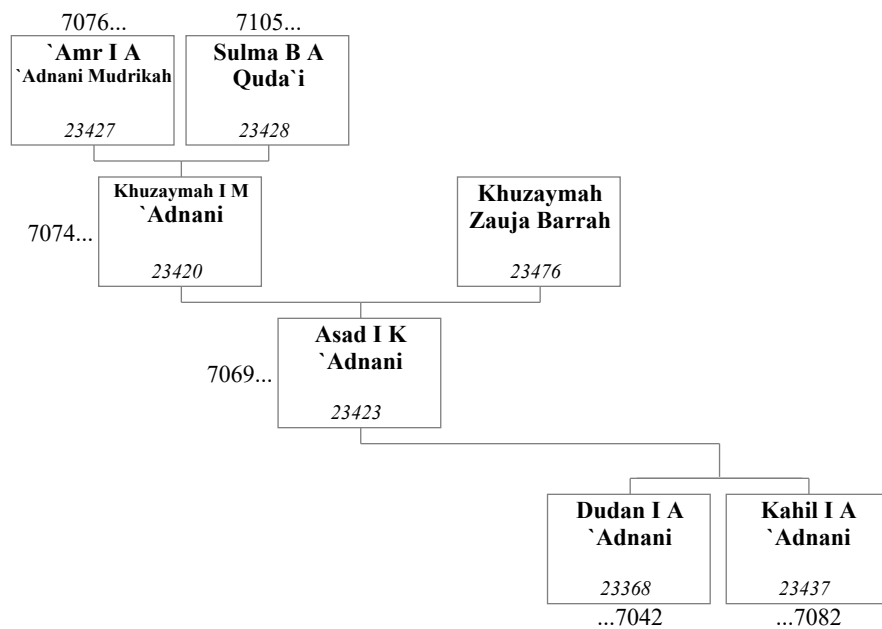 7076...
7105...
`Amr I A
`Adnani Mudrikah
23427
Sulma B A
Quda`i
23428
7074...
Khuzaymah I M
`Adnani
23420
Khuzaymah
Zauja Barrah
23476
7069...
Asad I K
`Adnani
23423
Dudan I A
`Adnani
23368
...7042
Kahil I A
`Adnani
23437
...7082